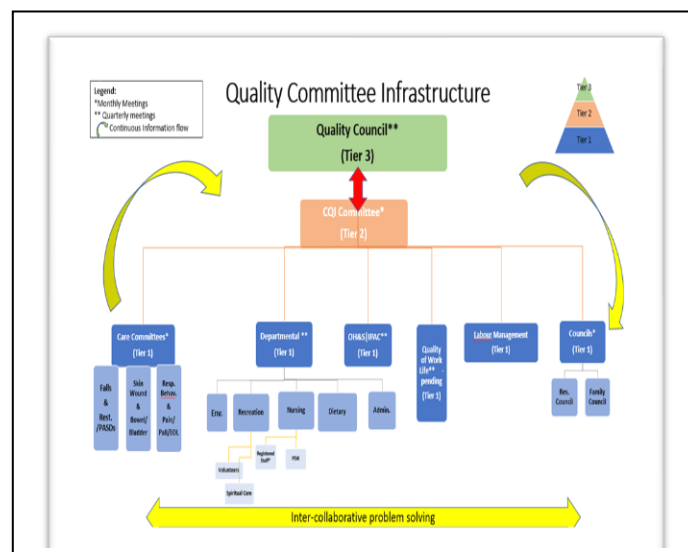 Legend:
*Monthly Meetings
** Quarterly meetings
Continuous Information flow
Quality Committee Infrastructure
Tier 3
Tier 2
Tier 1
Quality Council**
(Tier 3)
CQI Committee*
(Tier 2)
Care Committees*
(Tier 1)
Departmental **
(Tier 1)
OH&S|IPAC**
(Tier 1)
Quality
of Work
Life** -
pending
(Tier 1)
Labour Management
(Tier 1)
Councils*
(Tier 1)
Falls
&
Rest.
/PASDs
Skin
Wound
&
Bowel/
Bladder
Resp.
Behav.
&
Pain/
Pall/EOL
Env.
Recreation
Nursing
Dietary
Admin.
Res.
Council
Family
Council
Volunteers
Spiritual Care
Registered
Staff*
PSW
Inter-collaborative problem solving